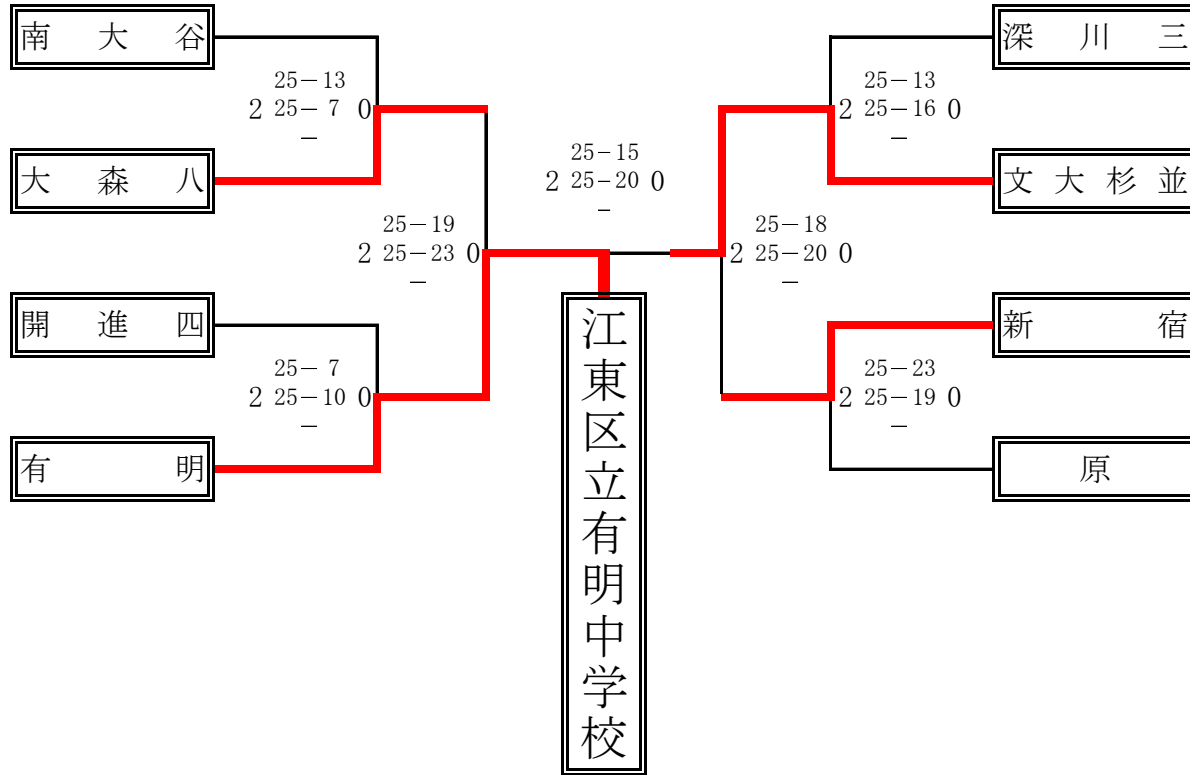 南大谷
25－13
2 25－ 7 0
－
大森八
25－19
2 25－23 0
－
開進四
25－ 7
2 25－10 0
－
有明
25－15
2 25－20 0
－
江東区立有明中学校
深川三
25－13
2 25－16 0
－
文大杉並
25－18
2 25－20 0
－
新宿
25－23
2 25－19 0
－
原